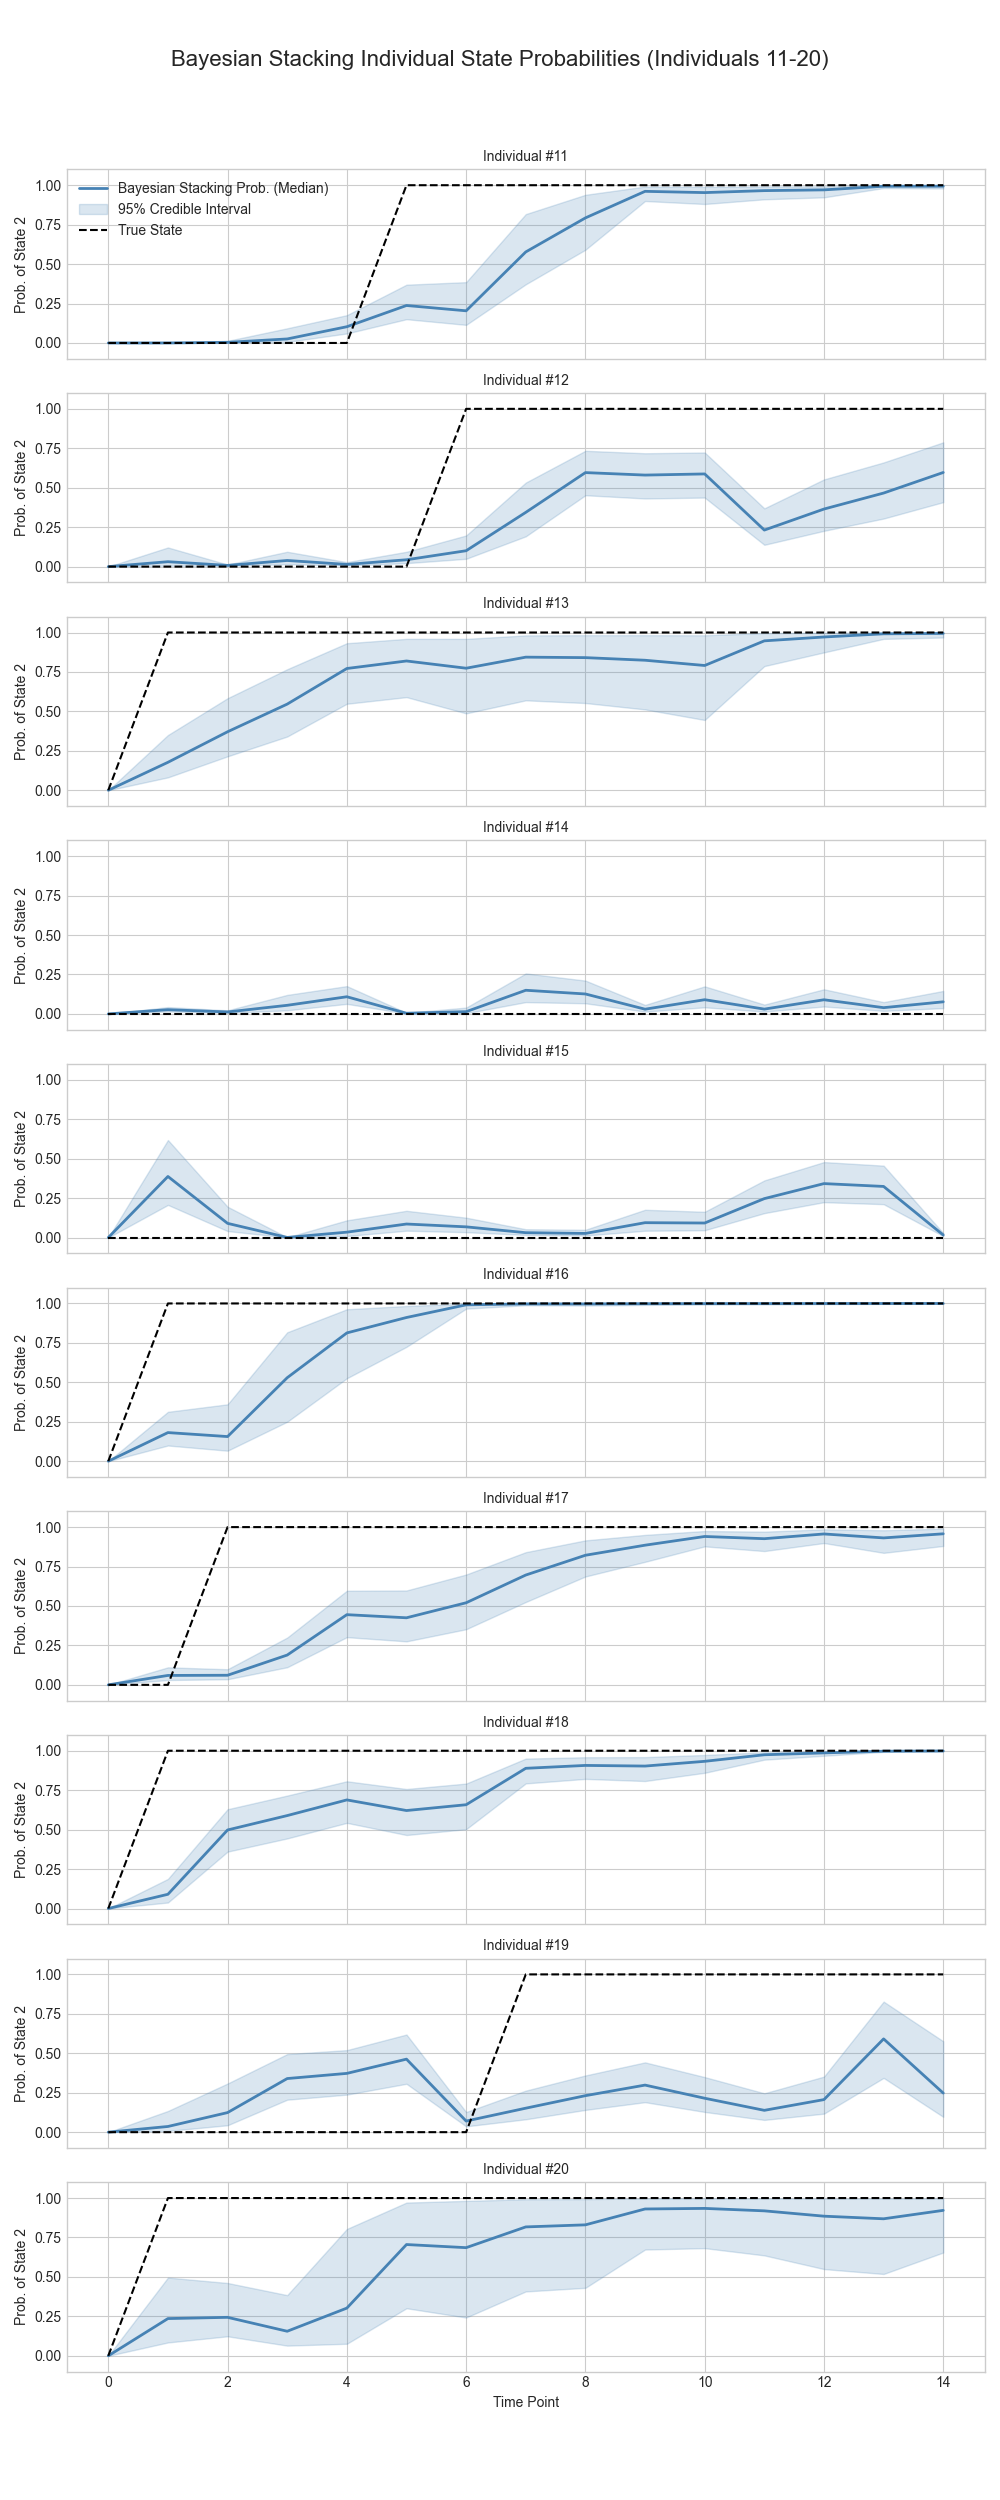 Bayesian Stacking Individual State Probabilities (Individuals 11-20)
Individual #11
1.00
0.75
0.50
0.25
0.00
Prob. of State 2
Bayesian Stacking Prob. (Median)
95% Credible Interval
True State
Individual #12
1.00
0.75
0.50
0.25
0.00
Prob. of State 2
Individual #13
1.00
0.75
0.50
0.25
0.00
Prob. of State 2
Individual #14
1.00
0.75
0.50
0.25
0.00
Prob. of State 2
Individual #15
1.00
0.75
0.50
0.25
0.00
Prob. of State 2
Individual #16
1.00
0.75
0.50
0.25
0.00
Prob. of State 2
Individual #17
1.00
0.75
0.50
0.25
0.00
Prob. of State 2
Individual #18
1.00
0.75
0.50
0.25
0.00
Prob. of State 2
Individual #19
1.00
0.75
0.50
0.25
0.00
Prob. of State 2
Individual #20
1.00
0.75
0.50
0.25
0.00
Prob. of State 2
0 2 4 6 8 10 12 14
Time Point